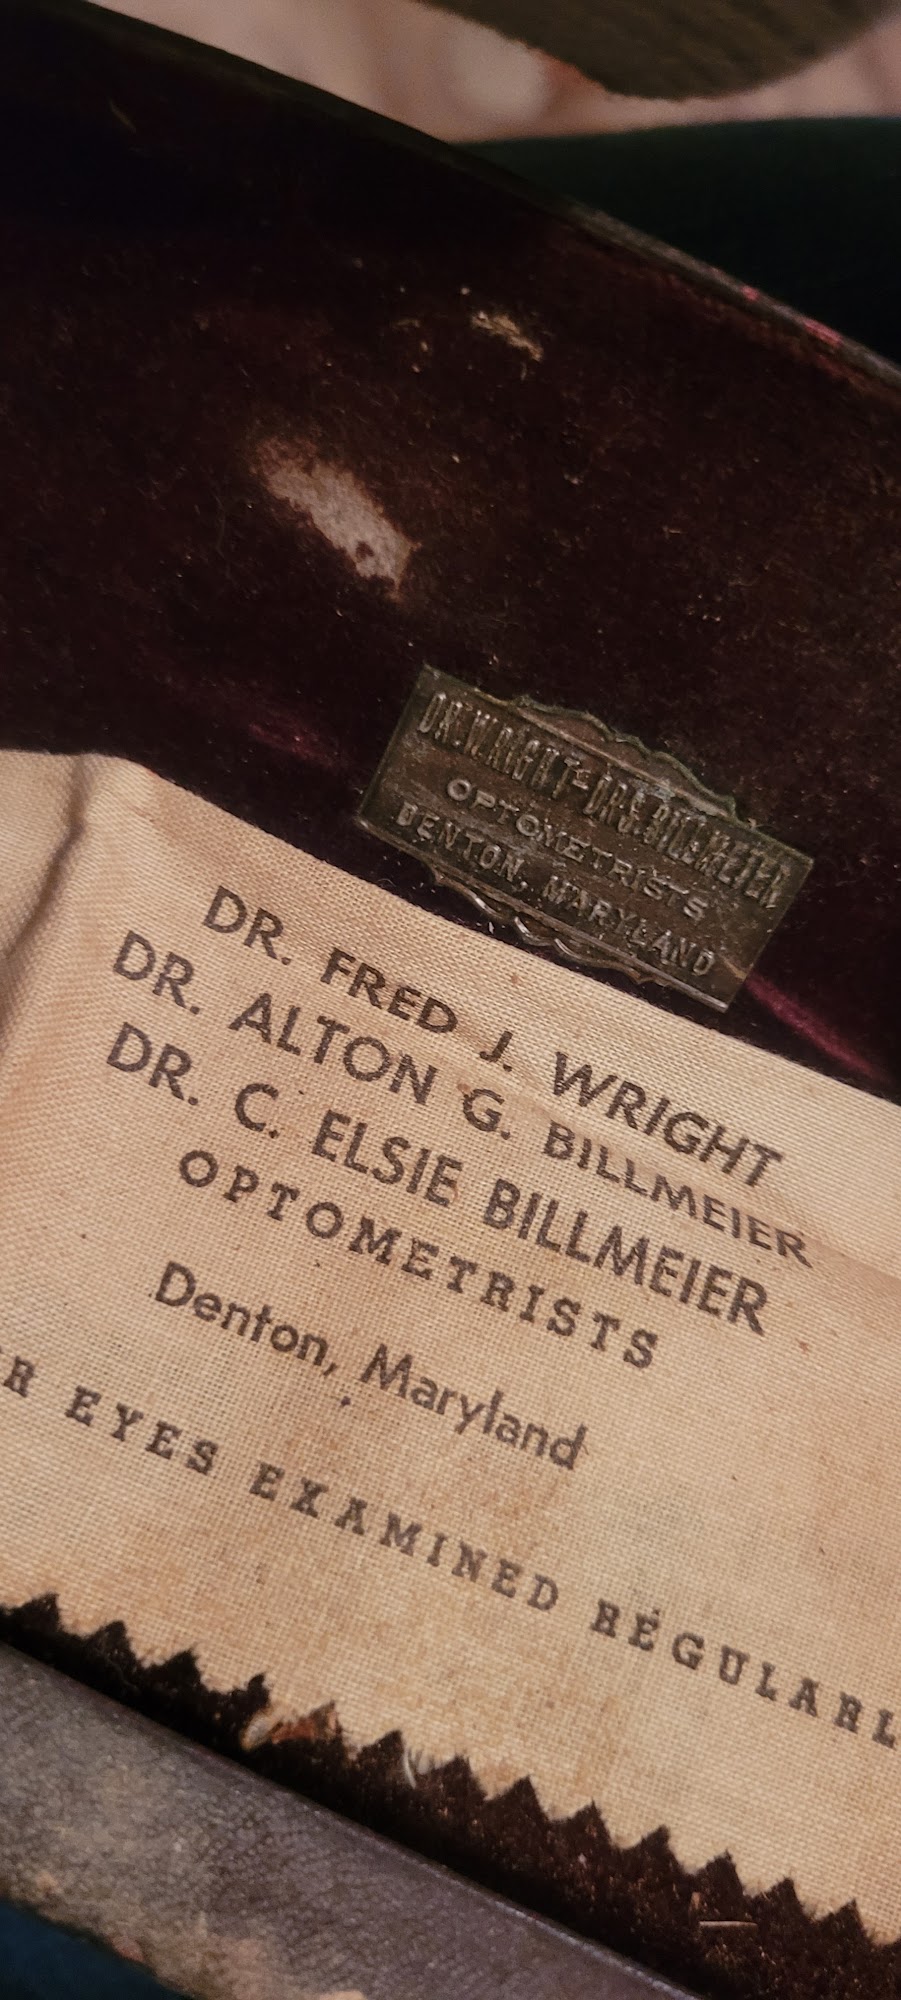 DR. WRIGHT-DRS. BILLMEIER
OPTOMETRISTS
DENTON, MARYLAND
DR. FRED J. WRIGHT
DR. ALTON G. BILLMEIER
DR. C. ELSIE BILLMEIER
OPTOMETRISTS
Denton, Maryland
R EYES EXAMINED REGULARL